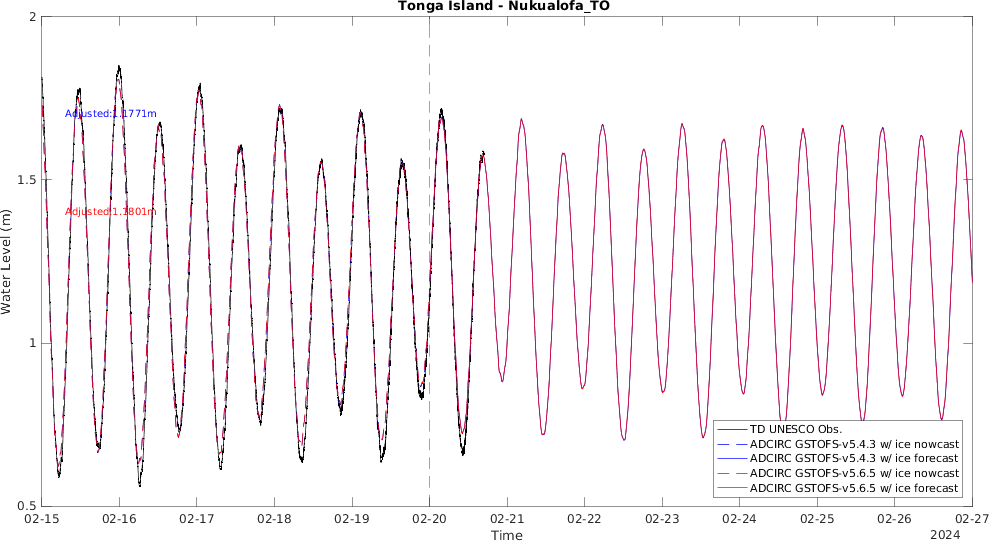 Tonga Island - Nukualofa_TO
2
1.5
1
0.5
Water Level (m)
Adjusted:1.1771m
Adjusted:1.1801m
TD UNESCO Obs.
ADCIRC GSTOFS-v5.4.3 w/ ice nowcast
ADCIRC GSTOFS-v5.4.3 w/ ice forecast
ADCIRC GSTOFS-v5.6.5 w/ ice nowcast
ADCIRC GSTOFS-v5.6.5 w/ ice forecast
02-15 02-16 02-17 02-18 02-19 02-20 02-21 02-22 02-23 02-24 02-25 02-26 02-27
Time
2024